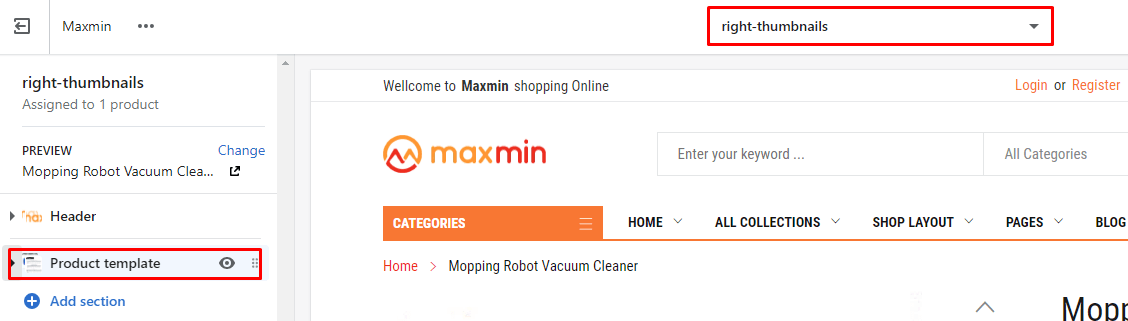 Maxmin
right-thumbnails
right-thumbnails
Assigned to 1 product
PREVIEW
Change
Mopping Robot Vacuum Clea...
Header
Product template
Add section
Wellcome to Maxmin shopping Online
Login or Register
maxmin
Enter your keyword ...
All Categories
CATEGORIES
HOME
ALL COLLECTIONS
SHOP LAYOUT
PAGES
BLOG
Home > Mopping Robot Vacuum Cleaner